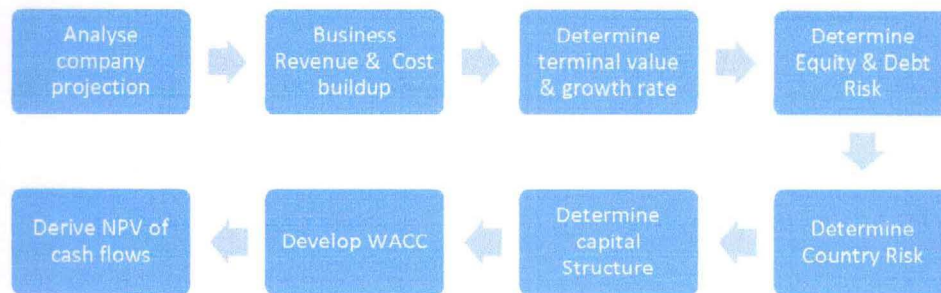 Analyse
company
projection
Business
Revenue & Cost
buildup
Determine
terminal value
& growth rate
Determine
Equity & Debt
Risk
Determine
Country Risk
Determine
capital
Structure
Develop WACC
Derive NPV of
cash flows